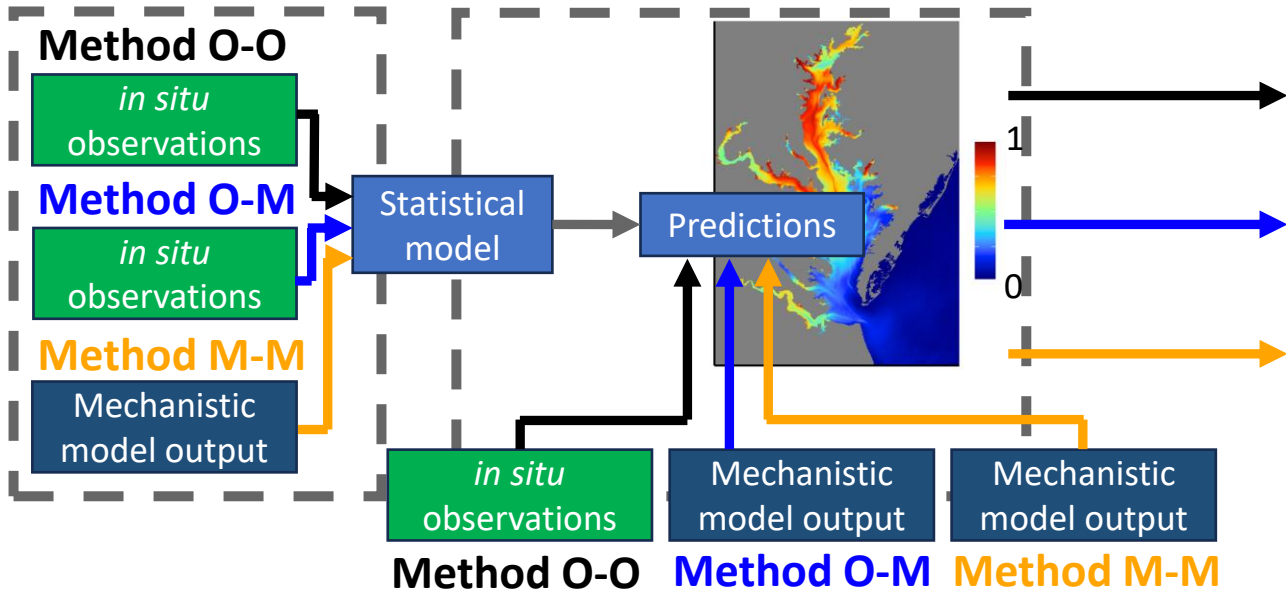 Method O-O
in situ
observations
Method O-M
in situ
observations
Method M-M
Mechanistic
model output
Statistical
model
Predictions
1
0
in situ
observations
Method O-O
Mechanistic
model output
Method O-M
Mechanistic
model output
Method M-M